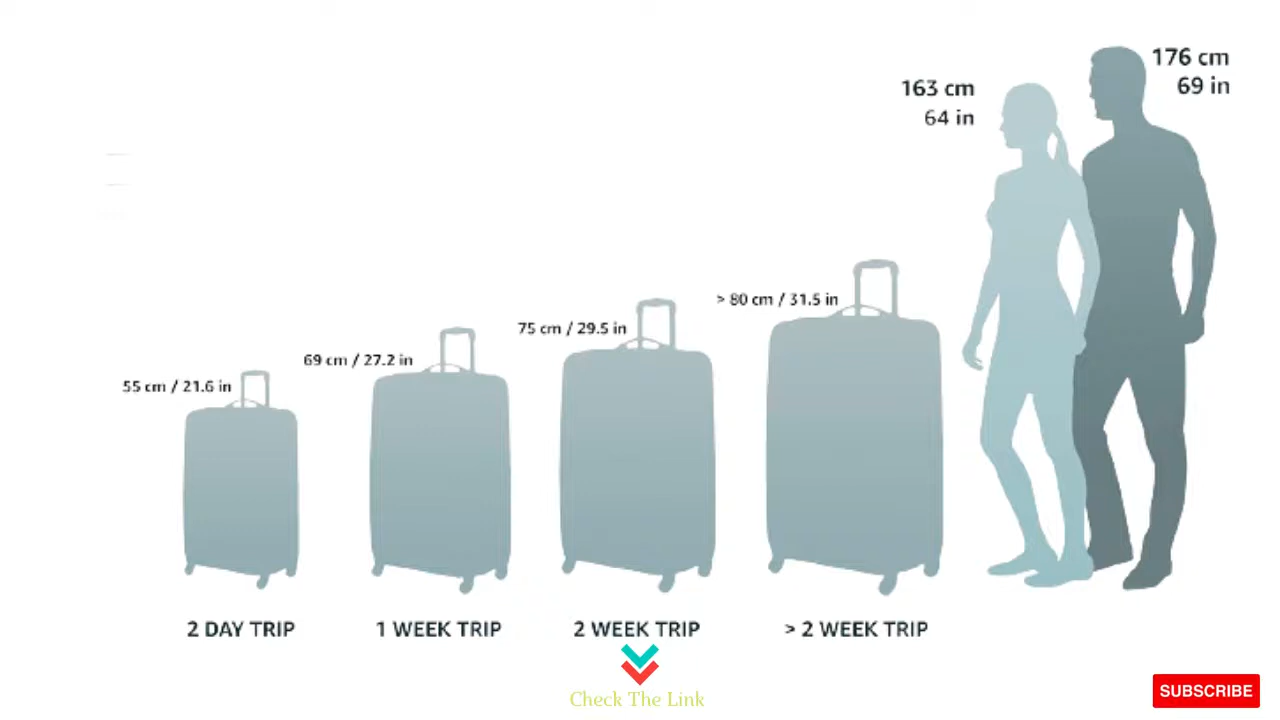 176 cm
69 in
163 cm
64 in
> 80 cm / 31.5 in
75 cm / 29.5 in
69 cm / 27.2 in
55 cm / 21.6 in
2 DAY TRIP
1 WEEK TRIP
2 WEEK TRIP
> 2 WEEK TRIP
Check The Link
SUBSCRIBE